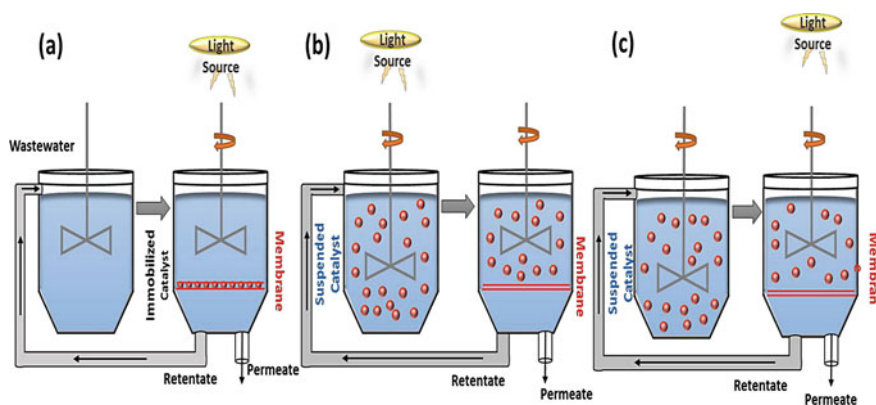 (a)
Light
Source
Wastewater
Immobilized
Catalyst
Membrane
Retentate
Permeate
(b)
Light
Source
Suspended
Catalyst
Membrane
Retentate
Permeate
(c)
Light
Source
Suspended
Catalyst
Membran
Retentate
Permeate